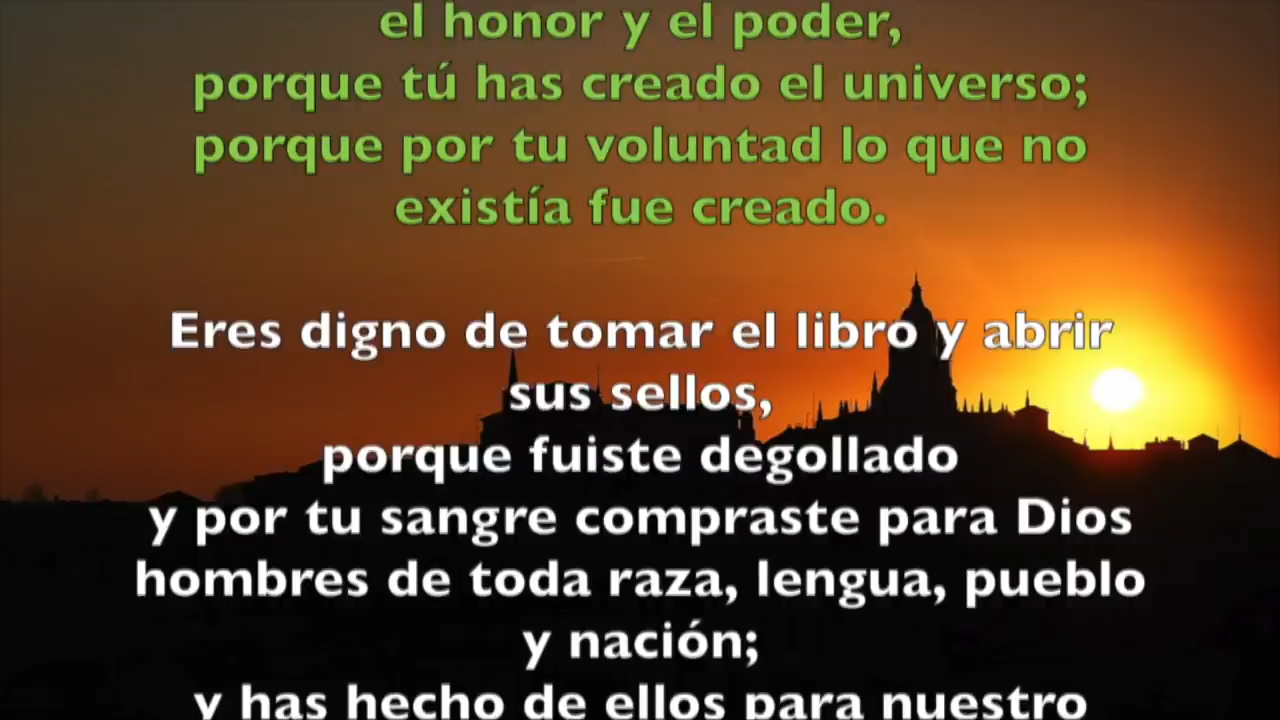 el honor y el poder,
porque tú has creado el universo;
porque por tu voluntad lo que no
existía fue creado.
Eres digno de tomar el libro y abrir
sus sellos,
porque fuiste degollado
y por tu sangre compraste para Dios
hombres de toda raza, lengua, pueblo
y nación;
y has hecho de ellos para nuestro